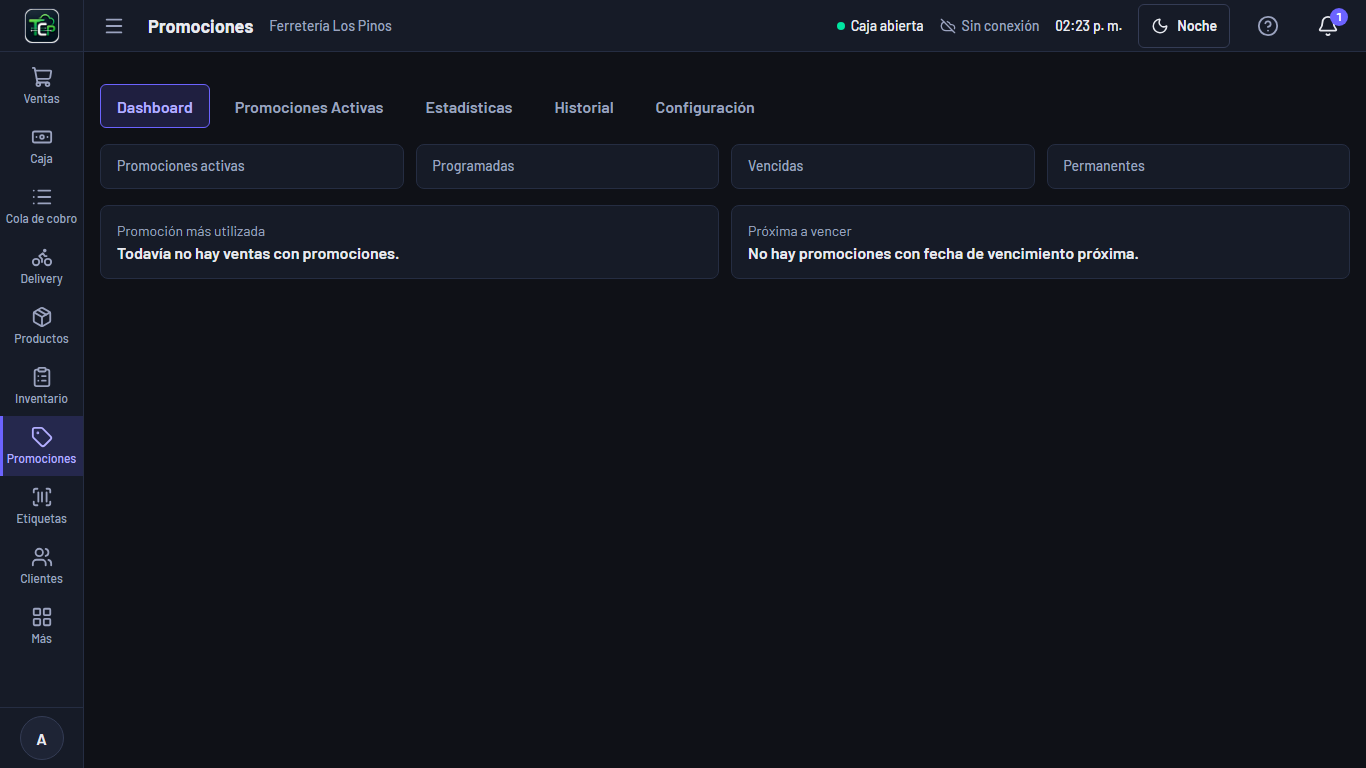 TCP
Promociones
Ferretería Los Pinos
Caja abierta
Sin conexión
02:23 p. m.
Noche
1
Ventas
Caja
Cola de cobro
Delivery
Productos
Inventario
Promociones
Etiquetas
Clientes
Más
A
Dashboard
Promociones Activas
Estadísticas
Historial
Configuración
Promociones activas
Programadas
Vencidas
Permanentes
Promoción más utilizada
Todavía no hay ventas con promociones.
Próxima a vencer
No hay promociones con fecha de vencimiento próxima.